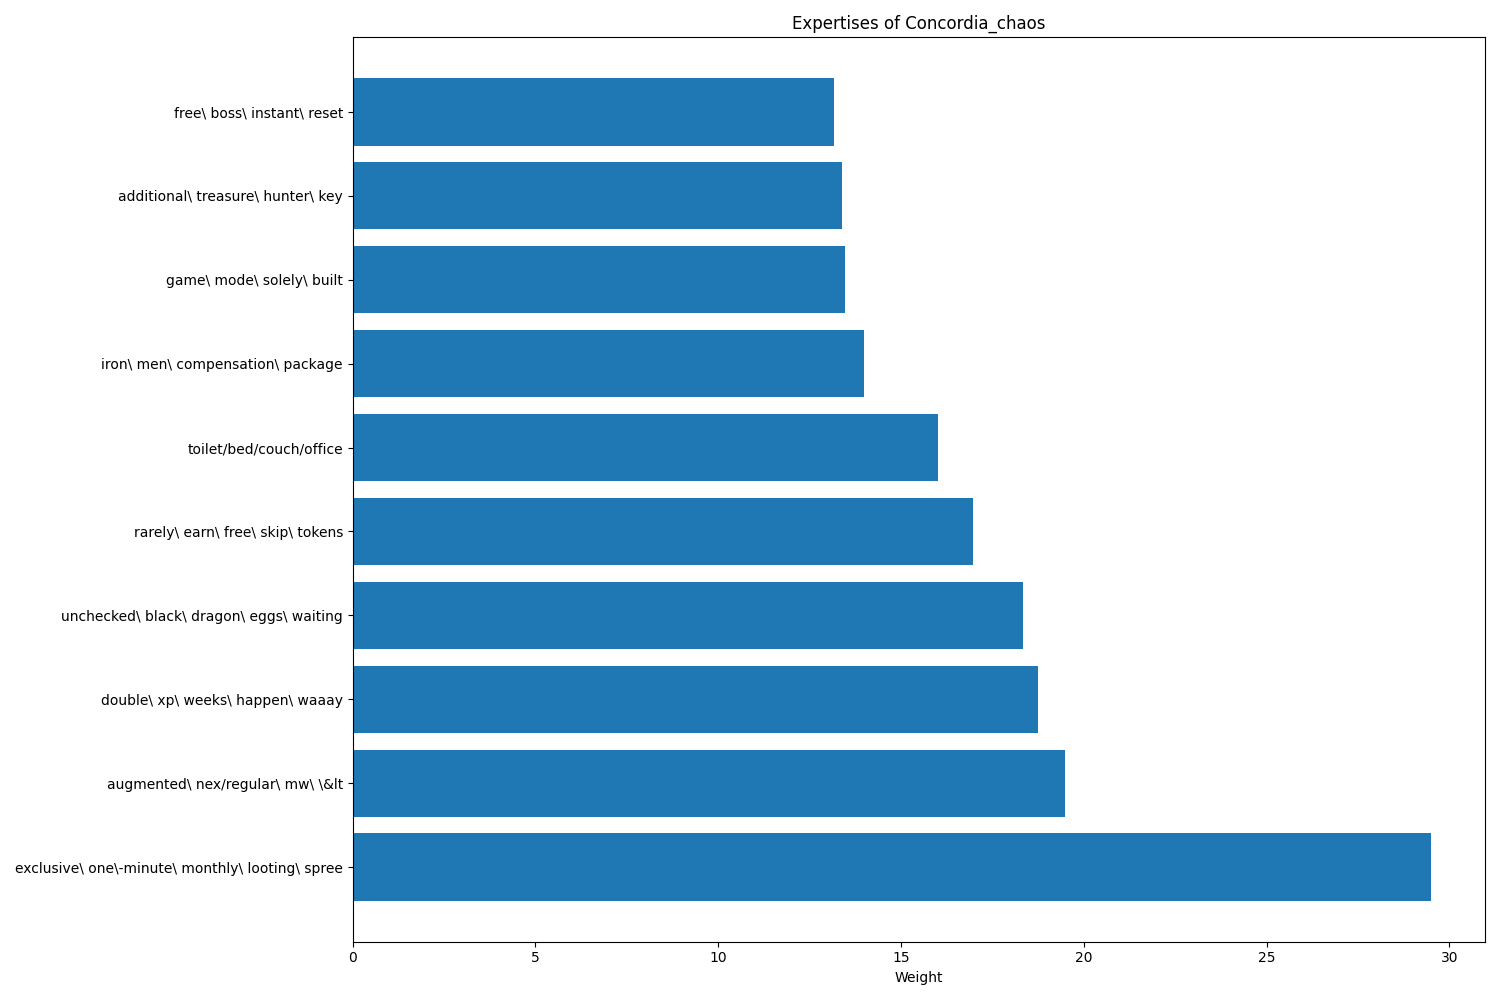 Expertises of Concordia_chaos
free\ boss\ instant\ reset
additional\ treasure\ hunter\ key
game\ mode\ solely\ built
iron\ men\ compensation\ package
toilet/bed/couch/office
rarely\ earn\ free\ skip\ tokens
unchecked\ black\ dragon\ eggs\ waiting
double\ xp\ weeks\ happen\ waaay
augmented\ nex/regular\ mw\ \&lt
exclusive\ one\-minute\ monthly\ looting\ spree
0 5 10 15 20 25 30
Weight